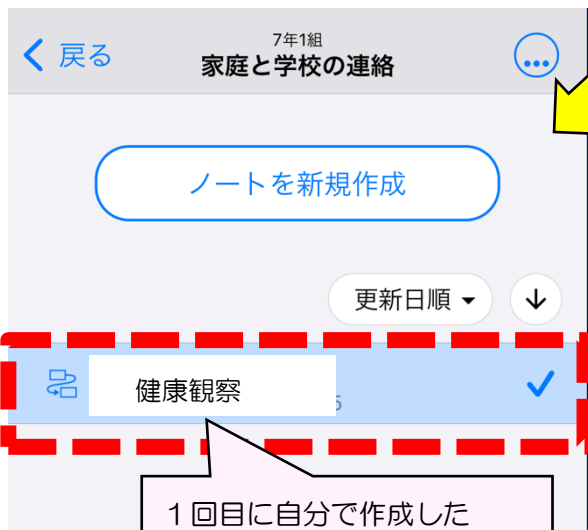 戻る
7年1組
家庭と学校の連絡
ノートを新規作成
更新日順
健康観察
5
1回目に自分で作成した